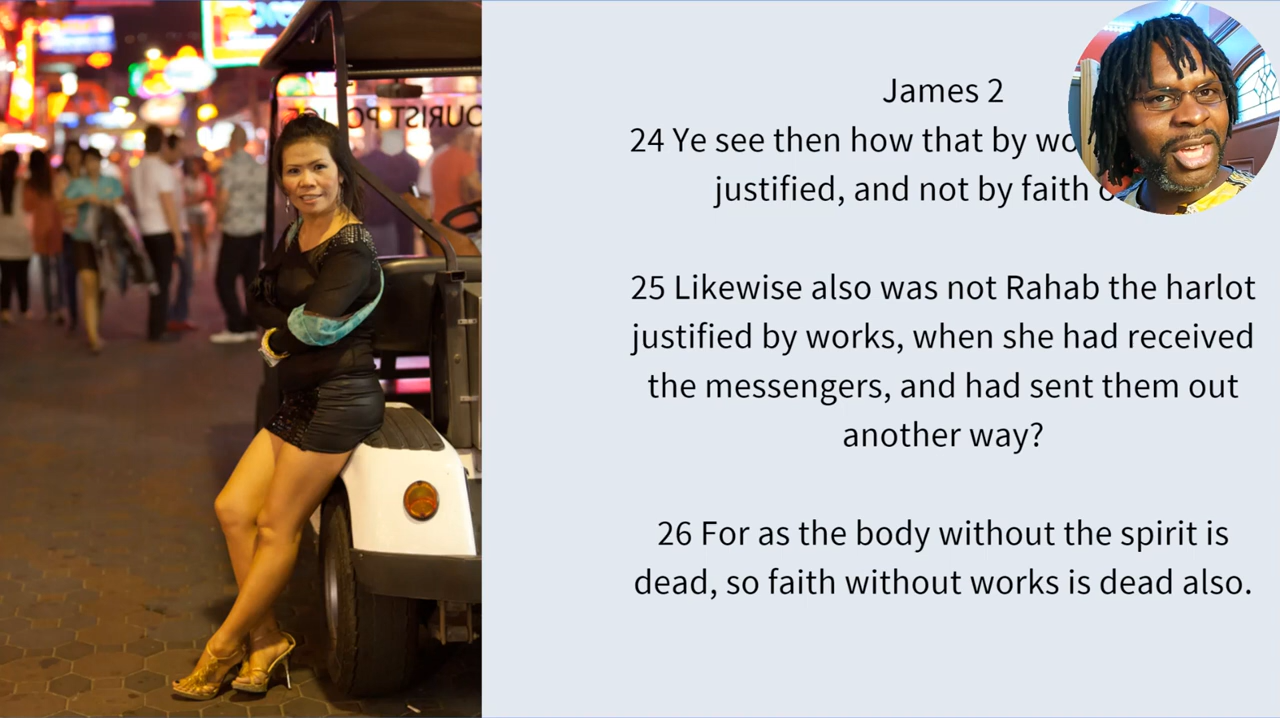 James 2
24 Ye see then how that by
justified, and not by faith
25 Likewise also was not Rahab the harlot
justified by works, when she had received
the messengers, and had sent them out
another way?
26 For as the body without the spirit is
dead, so faith without works is dead also.